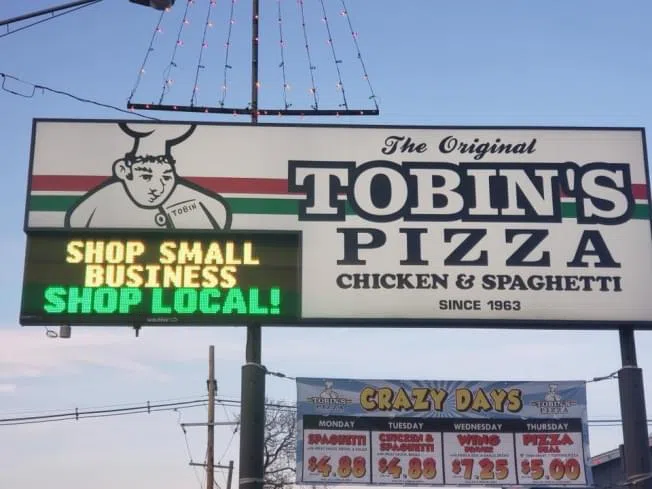 The Original
TOBIN'S
PIZZA
CHICKEN & SPAGHETTI
SINCE 1963
TOBIN
SHOP SMALL
BUSINESS
SHOP LOCAL!
TOBIN'S
PIZZA
CRAZY DAYS
TOBIN'S
PIZZA
MONDAY
SPAGHETTI
$4.88
TUESDAY
CHICKEN &
SPAGHETTI
$4.88
WEDNESDAY
WING
$7.25
THURSDAY
PIZZA
DEAL
$5.00